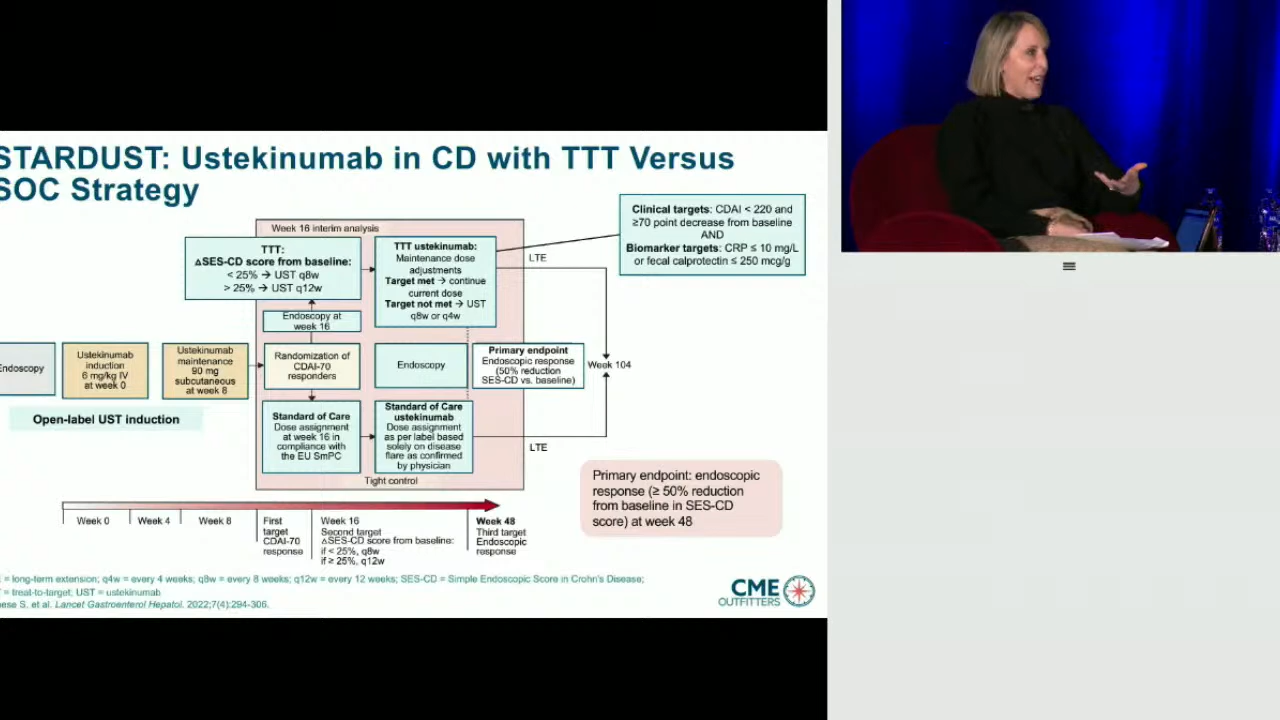 STARDUST: Ustekinumab in CD with TTT Versus
SOC Strategy
Week 16 interim analysis
TTT:
ΔSES-CD score from baseline:
< 25% → UST q8w
> 25% → UST q12w
TTT ustekinumab:
Maintenance dose
adjustments
Target met → continue
current dose
Target not met → UST
q8w or q4w
Clinical targets: CDAI < 220 and
≥70 point decrease from baseline
AND
Biomarker targets: CRP ≤ 10 mg/L
or fecal calprotectin ≤ 250 mcg/g
LTE
Endoscopy at
week 16
Endoscopy
Ustekinumab
induction
6 mg/kg IV
at week 0
Ustekinumab
maintenance
90 mg
subcutaneous
at week 8
Randomization of
CDAI-70
responders
Endoscopy
Primary endpoint
Endoscopic response
(50% reduction
SES-CD vs. baseline)
Week 104
Open-label UST induction
Standard of Care
Dose assignment
at week 16 in
compliance with
the EU SmPC
Standard of Care
ustekinumab
Dose assignment
as per label based
solely on disease
flare as confirmed
by physician
LTE
Tight control
Primary endpoint: endoscopic
response (≥ 50% reduction
from baseline in SES-CD
score) at week 48
Week 0
Week 4
Week 8
First
target
CDAI-70
response
Week 16
Second target
ΔSES-CD score from baseline:
if < 25%, q8w
if ≥ 25%, q12w
Week 48
Third target
Endoscopic
response
= long-term extension; q4w = every 4 weeks; q8w = every 8 weeks; q12w = every 12 weeks; SES-CD = Simple Endoscopic Score in Crohn's Disease;
= treat-to-target; UST = ustekinumab
ese S. et al. Lancet Gastroenterol Hepatol. 2022;7(4):294-306.
CME
OUTFITTERS